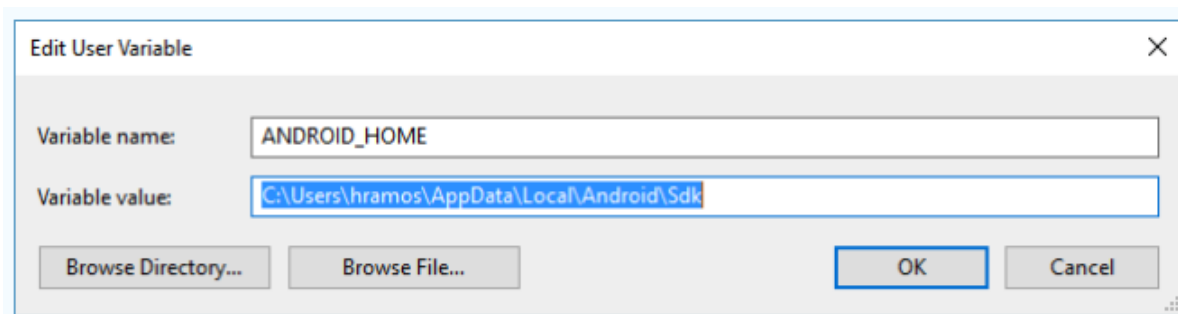 Edit User Variable
Variable name: ANDROID_HOME
Variable value: C:\Users\hramos\AppData\Local\Android\Sdk
Browse Directory... Browse File... OK Cancel